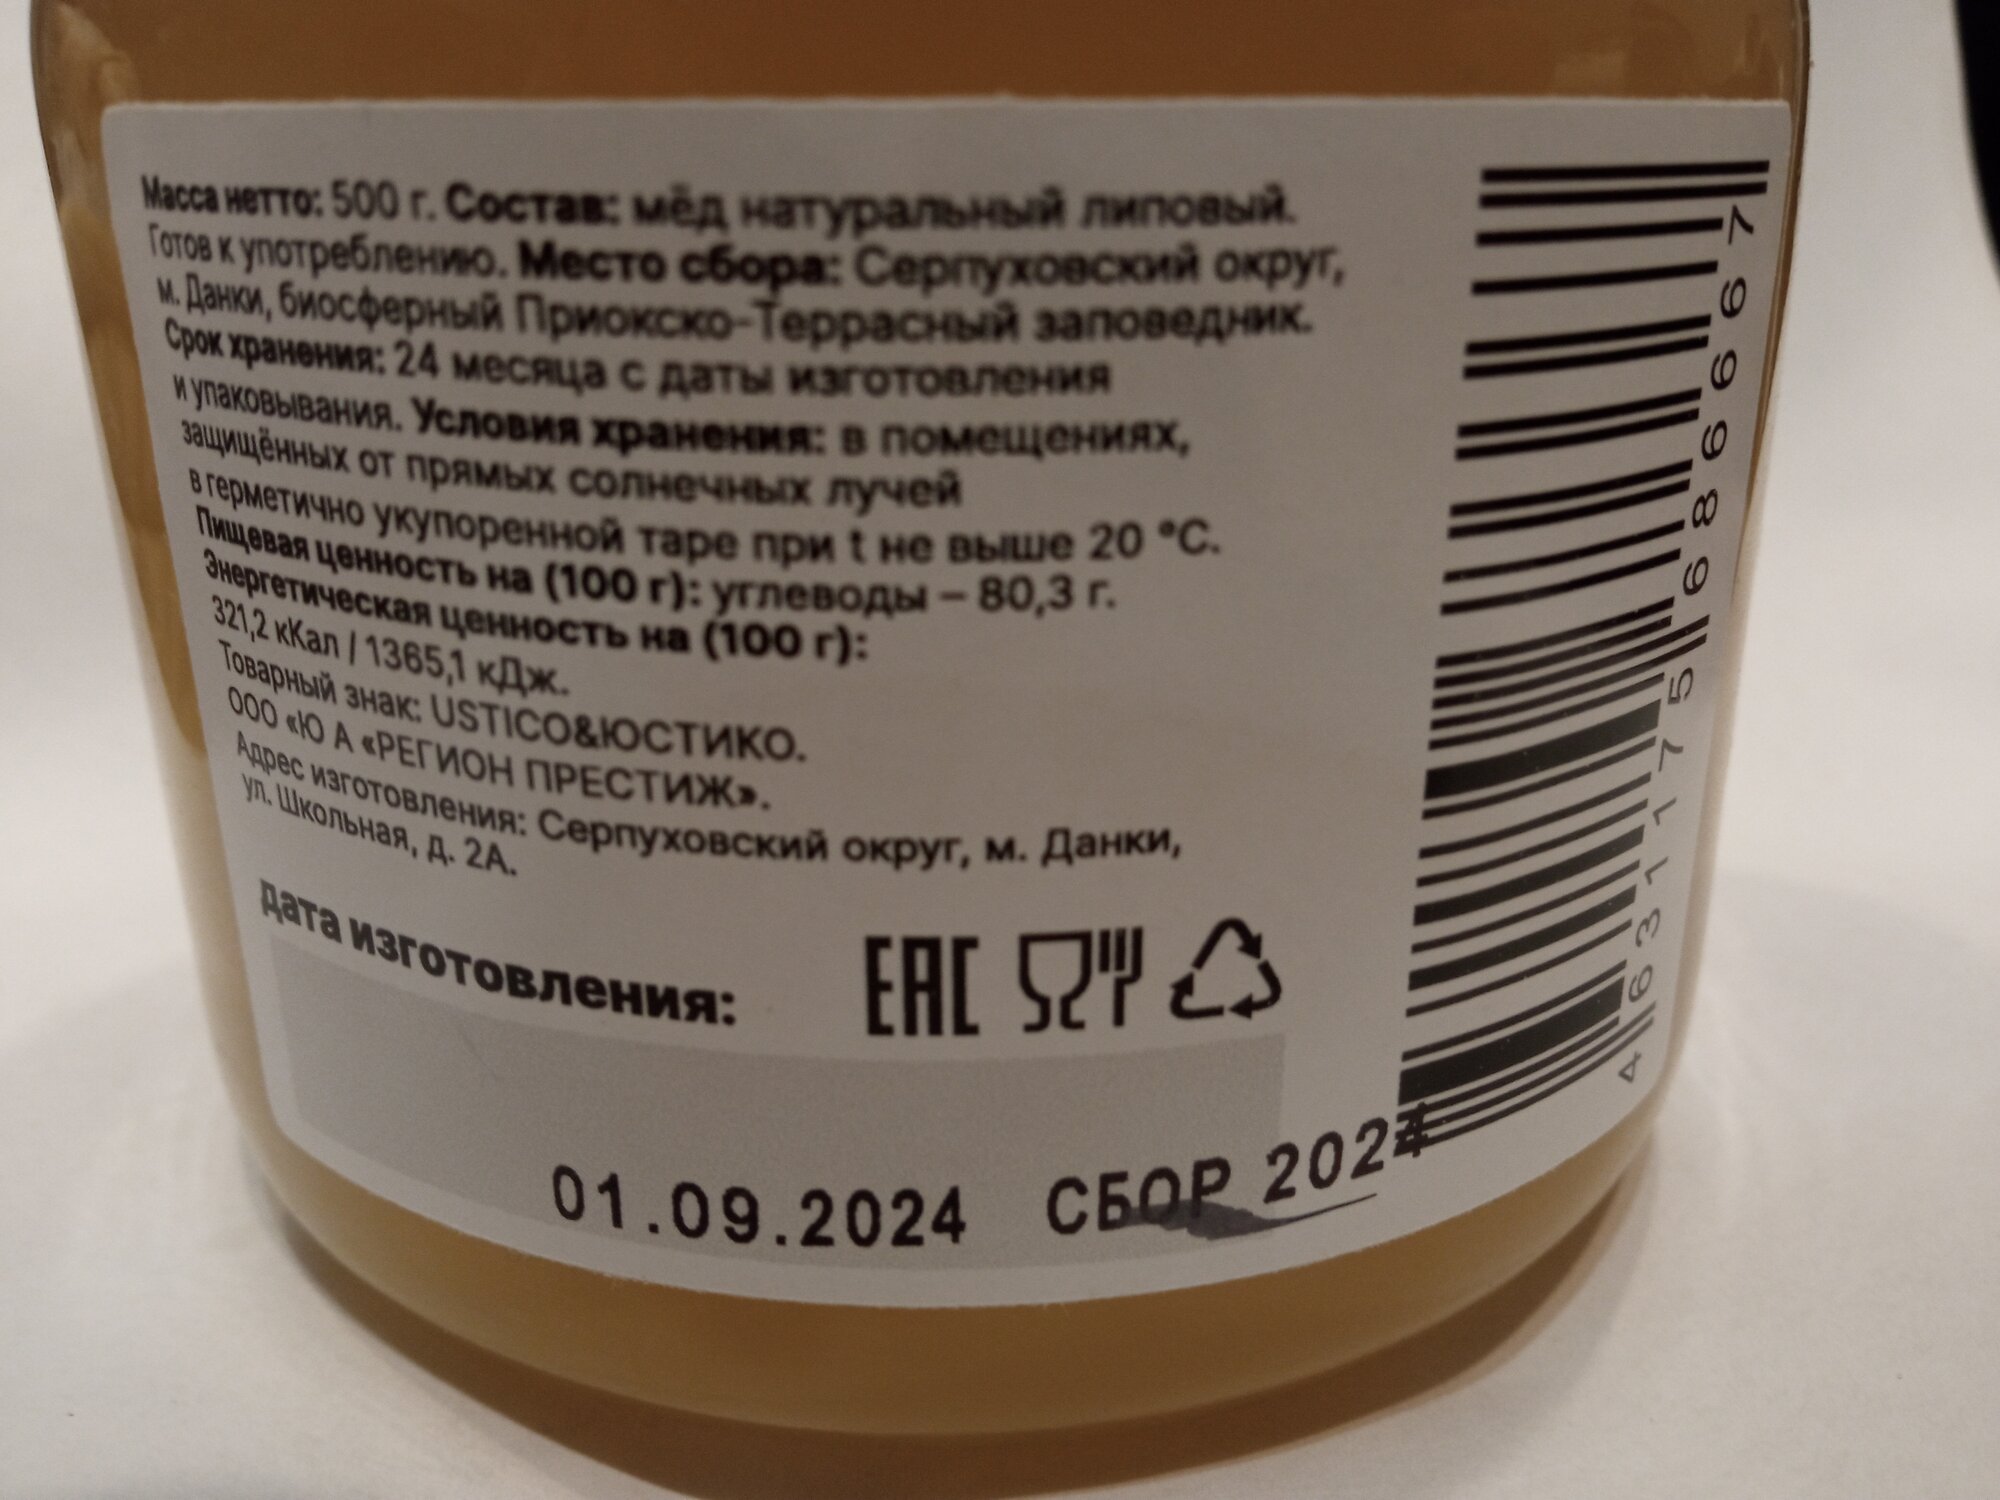 Масса нетто: 500 г. Состав: мёд натуральный липовый.
Готов к употреблению. Место сбора: Серпуховский округ,
м. Данки, биосферный Приокско-Террасный заповедник.
Срок хранения: 24 месяца с даты изготовления
и упаковывания. Условия хранения: в помещениях,
защищённых от прямых солнечных лучей
в герметично укупоренной таре при t не выше 20 °С.
Пищевая ценность на (100 г): углеводы – 80,3 г.
Энергетическая ценность на (100 г):
321,2 кКал / 1365,1 кДж.
Товарный знак: USTICO&ЮСТИКО.
ООО «Ю А «РЕГИОН ПРЕСТИЖ».
Адрес изготовления: Серпуховский округ, м. Данки,
ул. Школьная, д. 2А.
дата изготовления:
EAC
01.09.2024 СБОР 2024
4 631175 686667